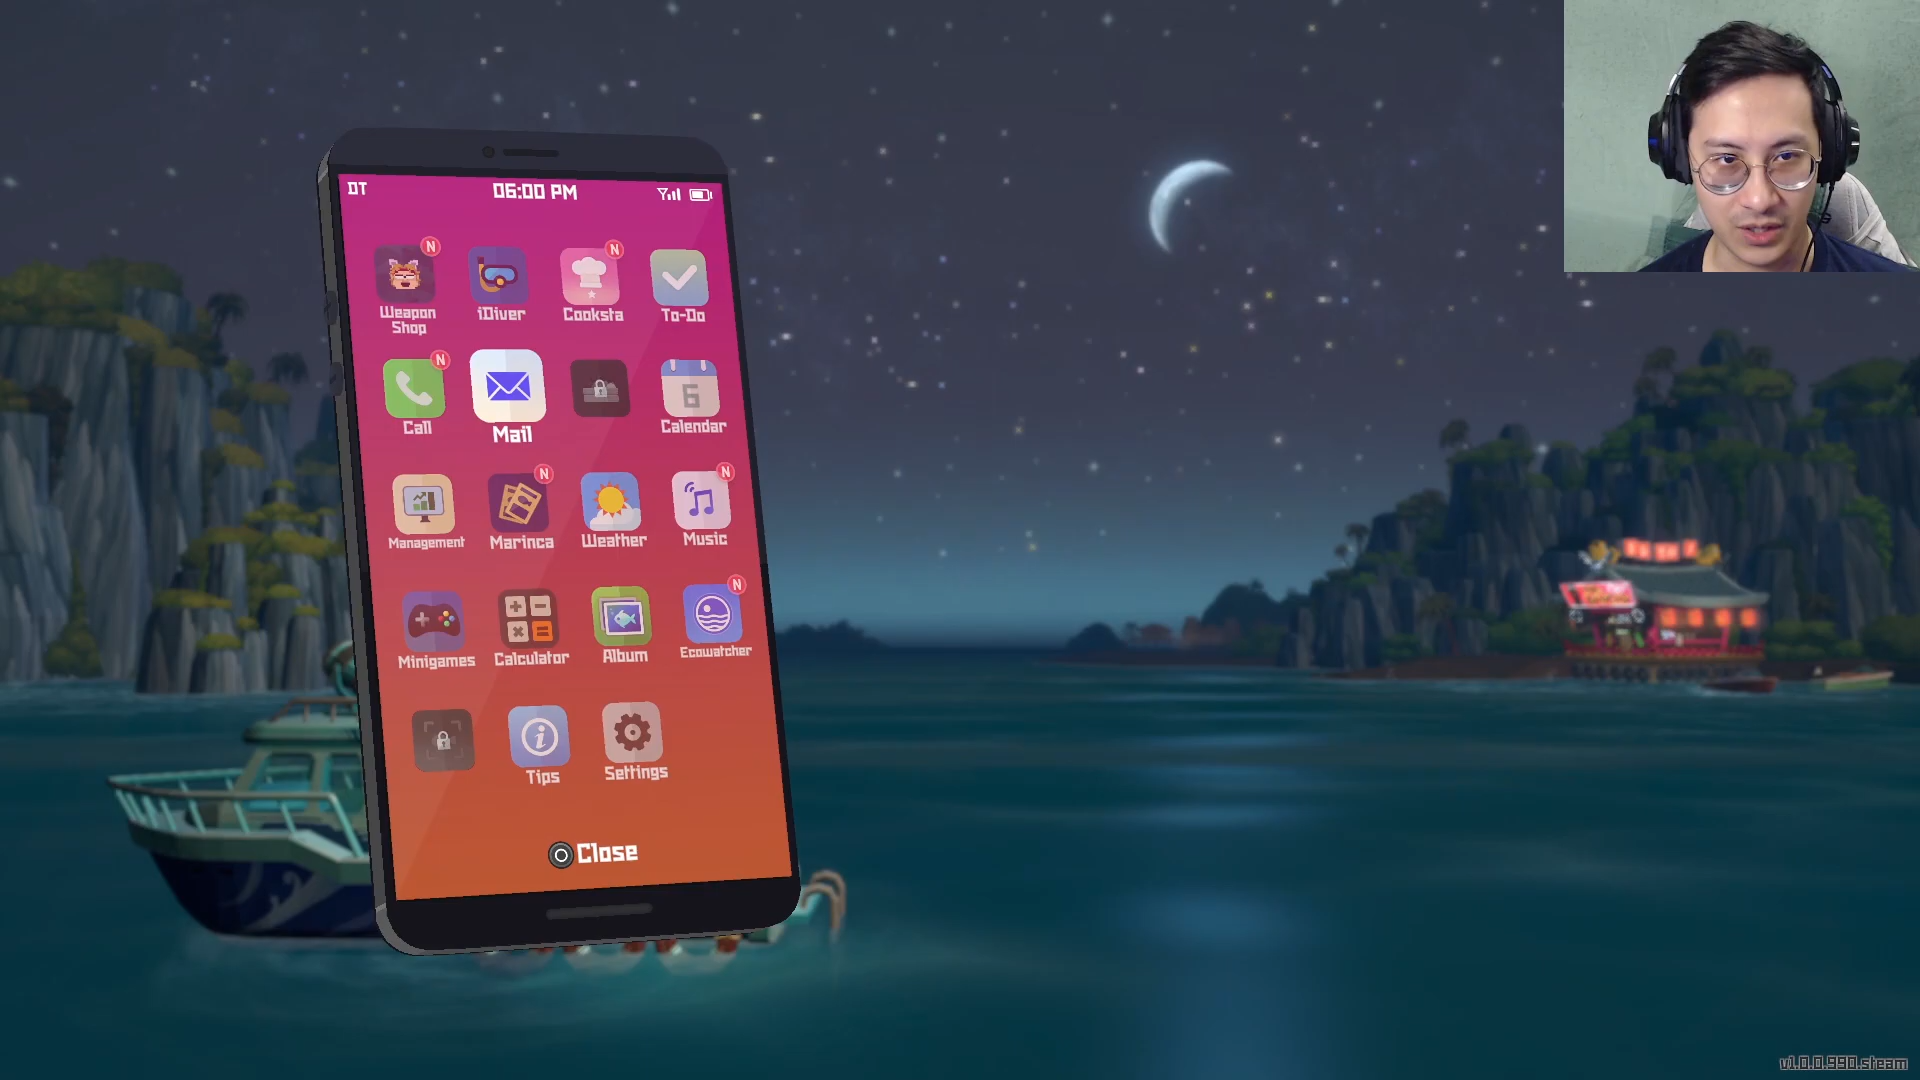 DT
06:00 PM
N
N
Weapon
Shop
iDiver
Cooksta
To-Do
N
Call
Mail
6
Calendar
N
N
Management
Marinca
Weather
Music
N
Minigames
Calculator
Album
Ecowatcher
Tips
Settings
Close
v1.0.0.990.steam